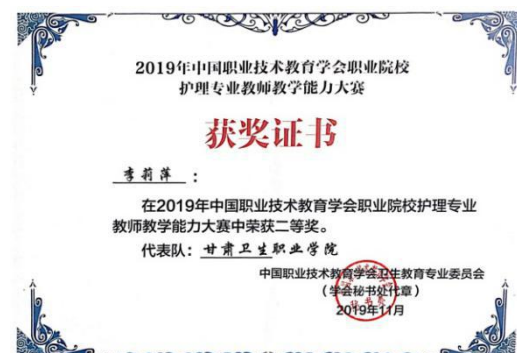 2019年中国职业技术教育学会职业院校
护理专业教师教学能力大赛
获奖证书
李莉萍：
在2019年中国职业技术教育学会职业院校护理专业
教师教学能力大赛中荣获二等奖。
代表队：甘肃卫生职业学院
中国职业技术教育学会卫生教育专业委员会
（学会秘书处代章）
2019年11月